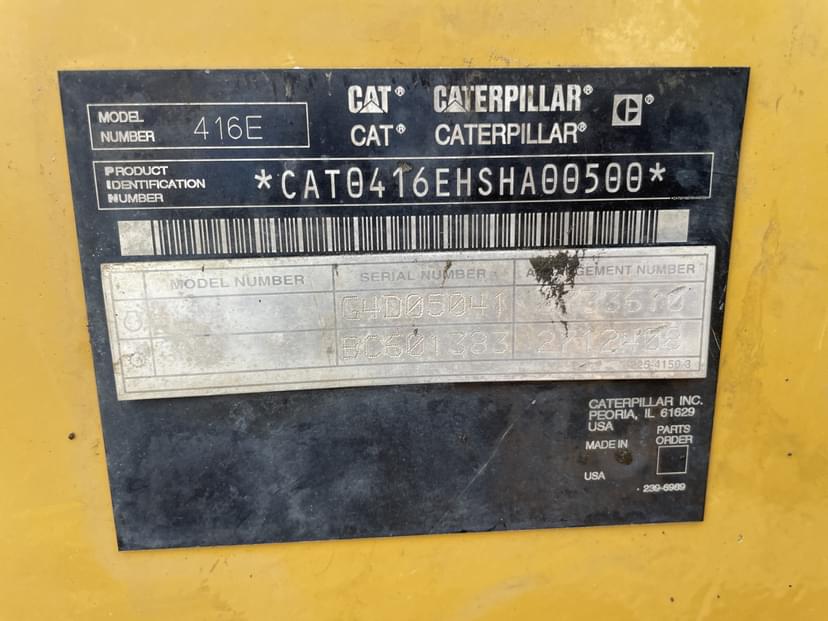 MODEL NUMBER 416E
CAT® CATERPILLAR® C®
CAT® CATERPILLAR®
PRODUCT IDENTIFICATION NUMBER
*CAT0416EHSHA00500*
MODEL NUMBER SERIAL NUMBER ARRANGEMENT NUMBER
G4D05041
BC601383
225-4150-3
CATERPILLAR INC.
PEORIA, IL 61629
USA
PARTS ORDER
MADE IN
USA
239-6989